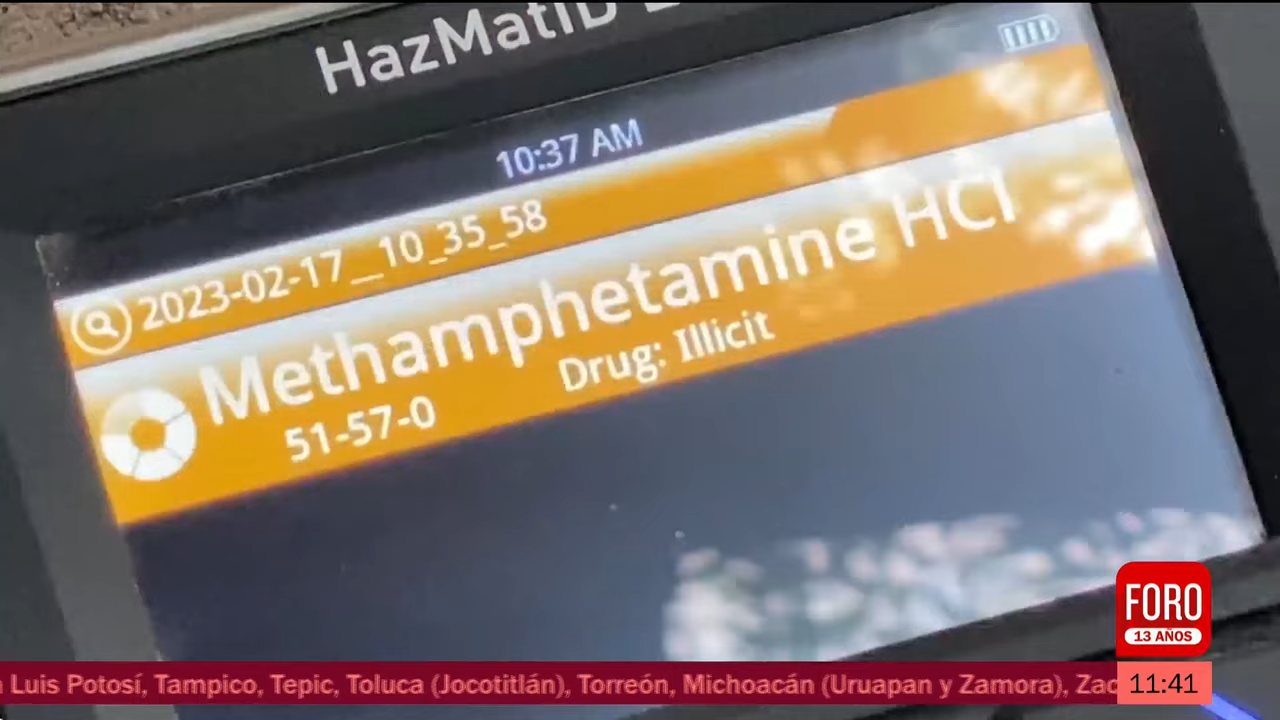 HazMatID
10:37 AM
2023-02-17__10_35_58
Methamphetamine HCl
51-57-0
Drug: Illicit
FORO
13 AÑOS
Luis Potosí, Tampico, Tepic, Toluca (Jocotitlán), Torreón, Michoacán (Uruapan y Zamora), Zac
11:41